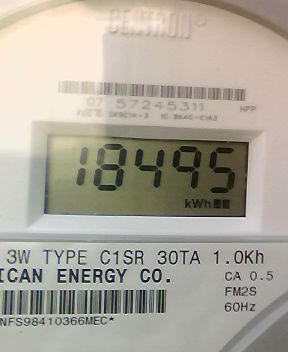 CENTRON
07 57245311 HPP
18495
kWh
3W TYPE C1SR 30TA 1.0Kh
ICAN ENERGY CO. CA 0.5
FM2S
NFS98410366MEC* 60Hz